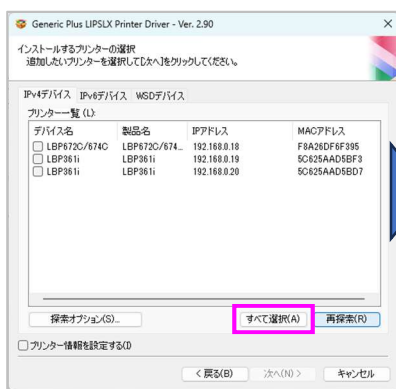 Generic Plus LIPSLX Printer Driver - Ver. 2.90
インストールするプリンターの選択
追加したいプリンターを選択して[次へ]をクリックしてください。
IPv4デバイス IPv6デバイス WSDデバイス
プリンター一覧 (L):
デバイス名 製品名 IPアドレス MACアドレス
LBP672C/674C LBP672C/674... 192.168.0.18 F8A26DF6F395
LBP361i LBP361i 192.168.0.19 5C625AAD5BF3
LBP361i LBP361i 192.168.0.20 5C625AAD5BD7
探索オプション(S)... すべて選択(A) 再探索(R)
プリンター情報を設定する(I)
< 戻る(B) 次へ(N) > キャンセル